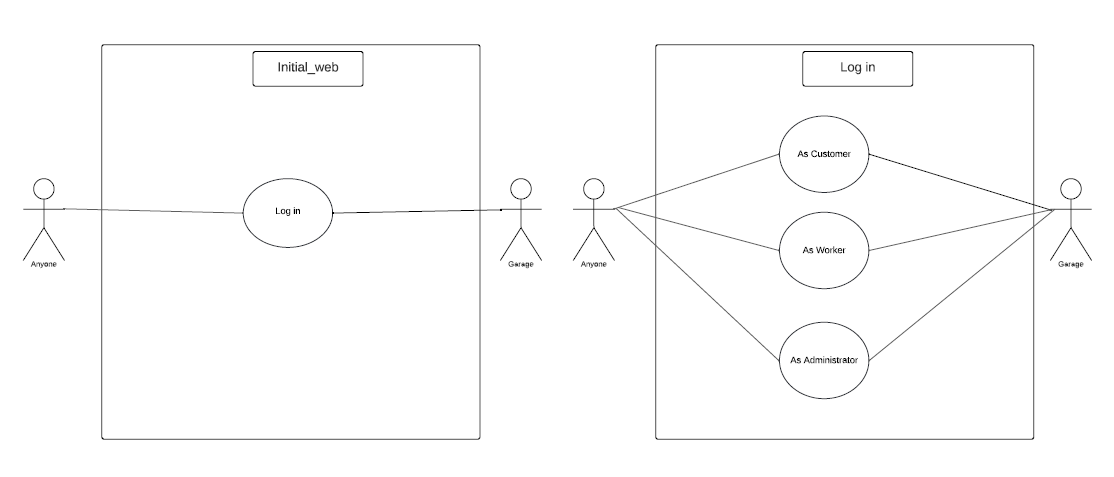 Initial_web
Log in
Anyone
Garage
Log in
As Customer
As Worker
As Administrator
Anyone
Garage